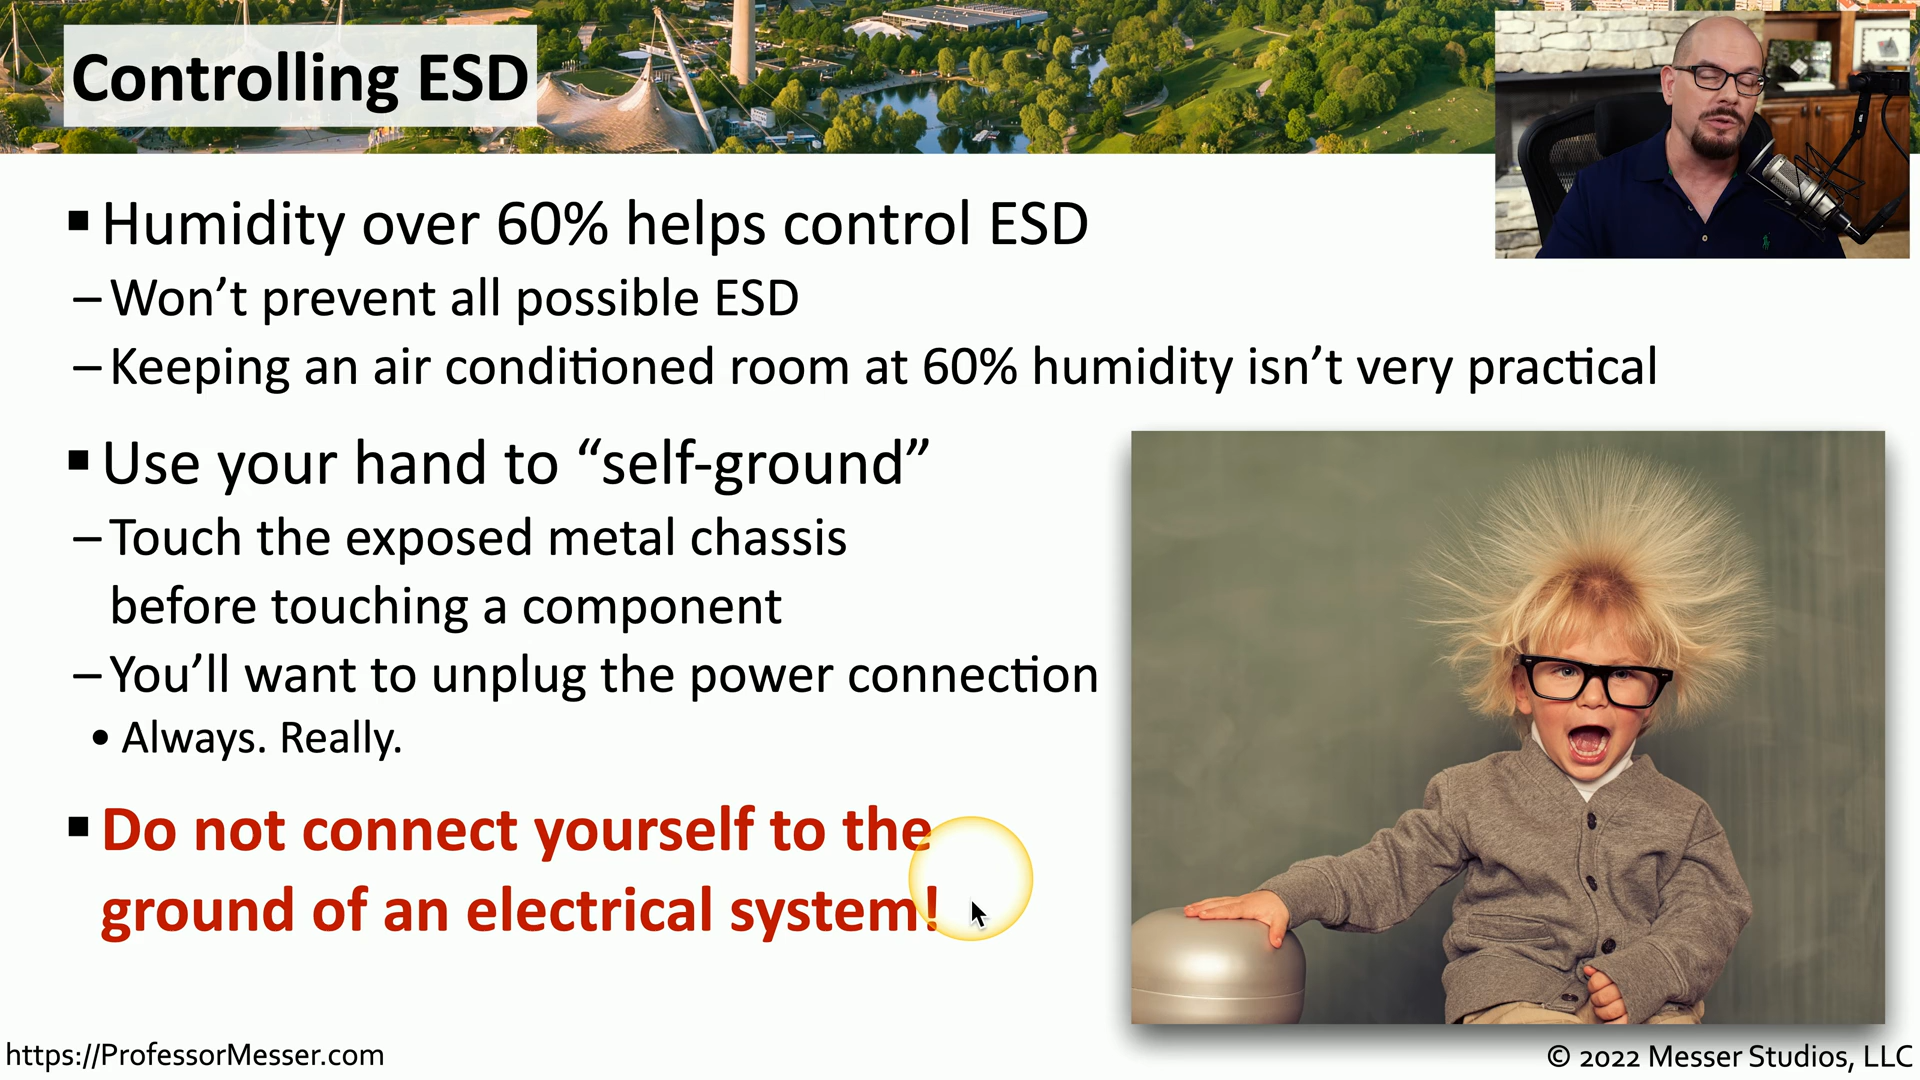 Controlling ESD
▪ Humidity over 60% helps control ESD
– Won’t prevent all possible ESD
– Keeping an air conditioned room at 60% humidity isn’t very practical
▪ Use your hand to “self-ground”
– Touch the exposed metal chassis
before touching a component
– You’ll want to unplug the power connection
• Always. Really.
▪ Do not connect yourself to the
ground of an electrical system!
https://ProfessorMesser.com
© 2022 Messer Studios, LLC